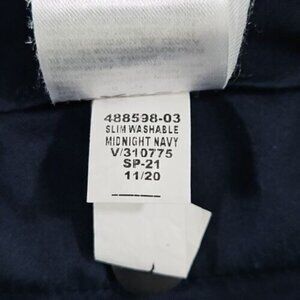 488598-03
SLIM WASHABLE
MIDNIGHT NAVY
V/310775
SP-21
11/20